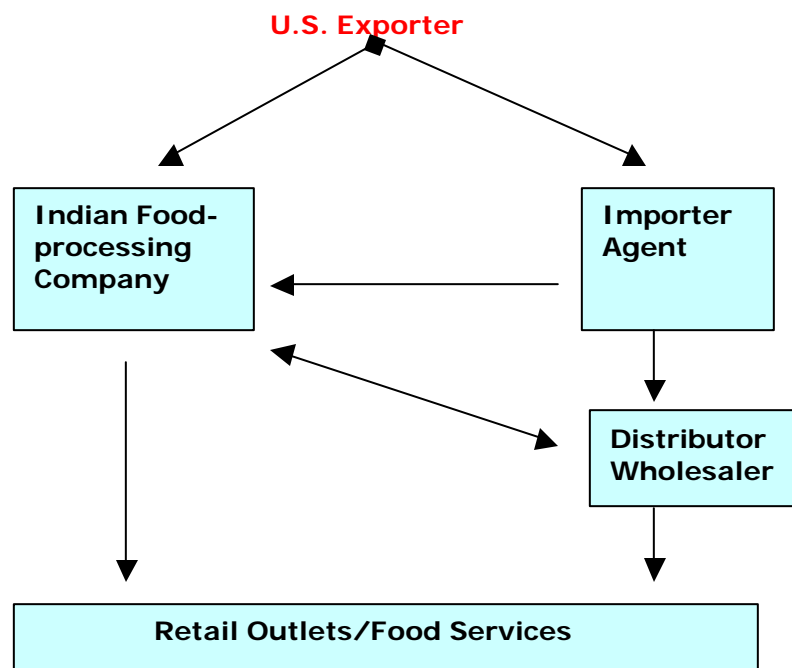 U.S. Exporter
Indian Food-
processing
Company
Importer
Agent
Distributor
Wholesaler
Retail Outlets/Food Services